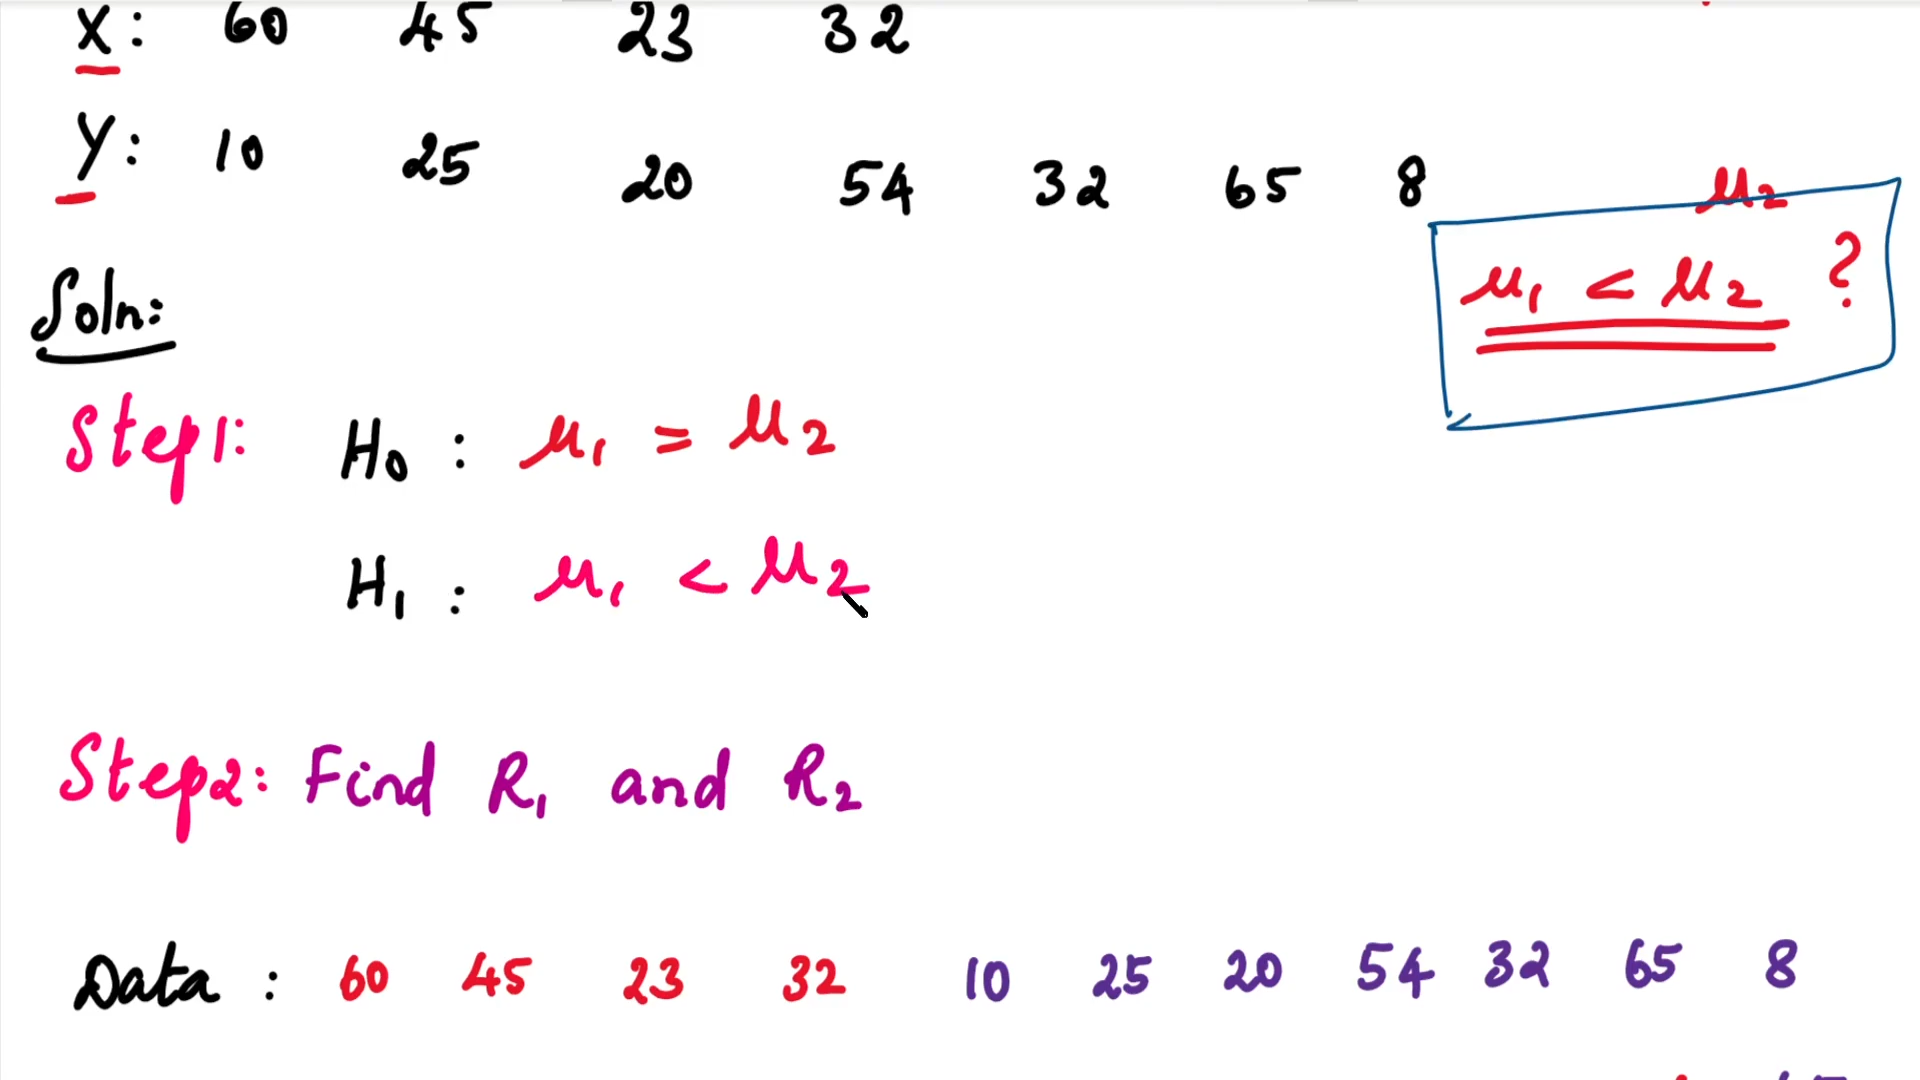 X: 60 45 23 32
Y: 10 25 20 54 32 65 8
μ2
μ1 < μ2 ?
Soln:
Step1: H0 : μ1 = μ2
H1 : μ1 < μ2
Step2: Find R1 and R2
Data : 60 45 23 32 10 25 20 54 32 65 8